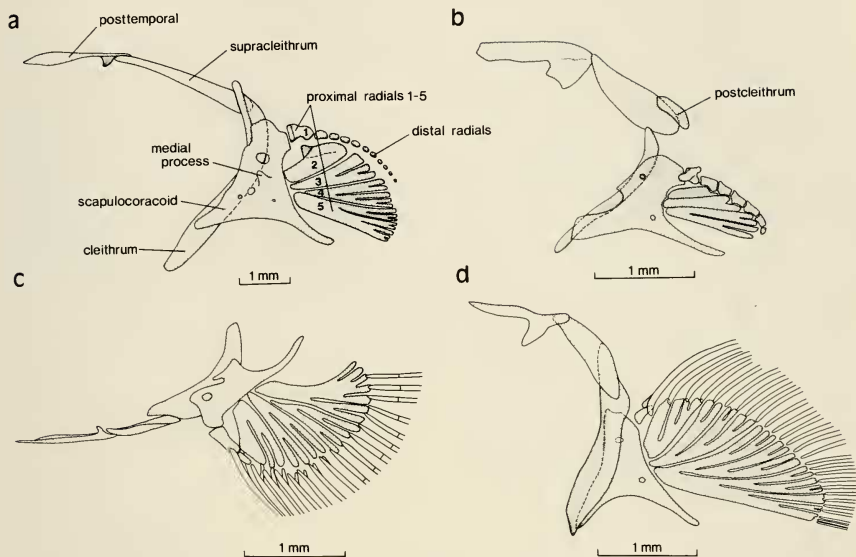 a
posttemporal
supracleithrum
proximal radials 1-5
distal radials
medial
process
scapulocoracoid
cleithrum
1
2
3
4
5
1 mm
b
postcleithrum
1 mm
c
1 mm
d
1 mm